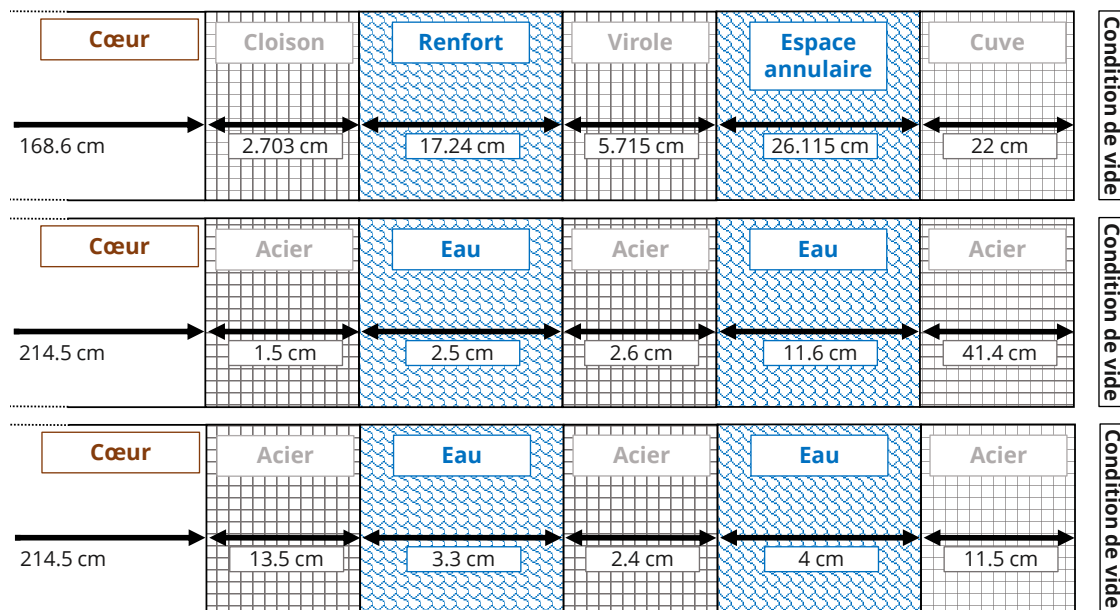 Cœur
Cloison
Renfort
Virole
Espace
annulaire
Cuve
Condition de vide
168.6 cm
2.703 cm
17.24 cm
5.715 cm
26.115 cm
22 cm
Cœur
Acier
Eau
Acier
Eau
Acier
Condition de vide
214.5 cm
1.5 cm
2.5 cm
2.6 cm
11.6 cm
41.4 cm
Cœur
Acier
Eau
Acier
Eau
Acier
Condition de vide
214.5 cm
13.5 cm
3.3 cm
2.4 cm
4 cm
11.5 cm